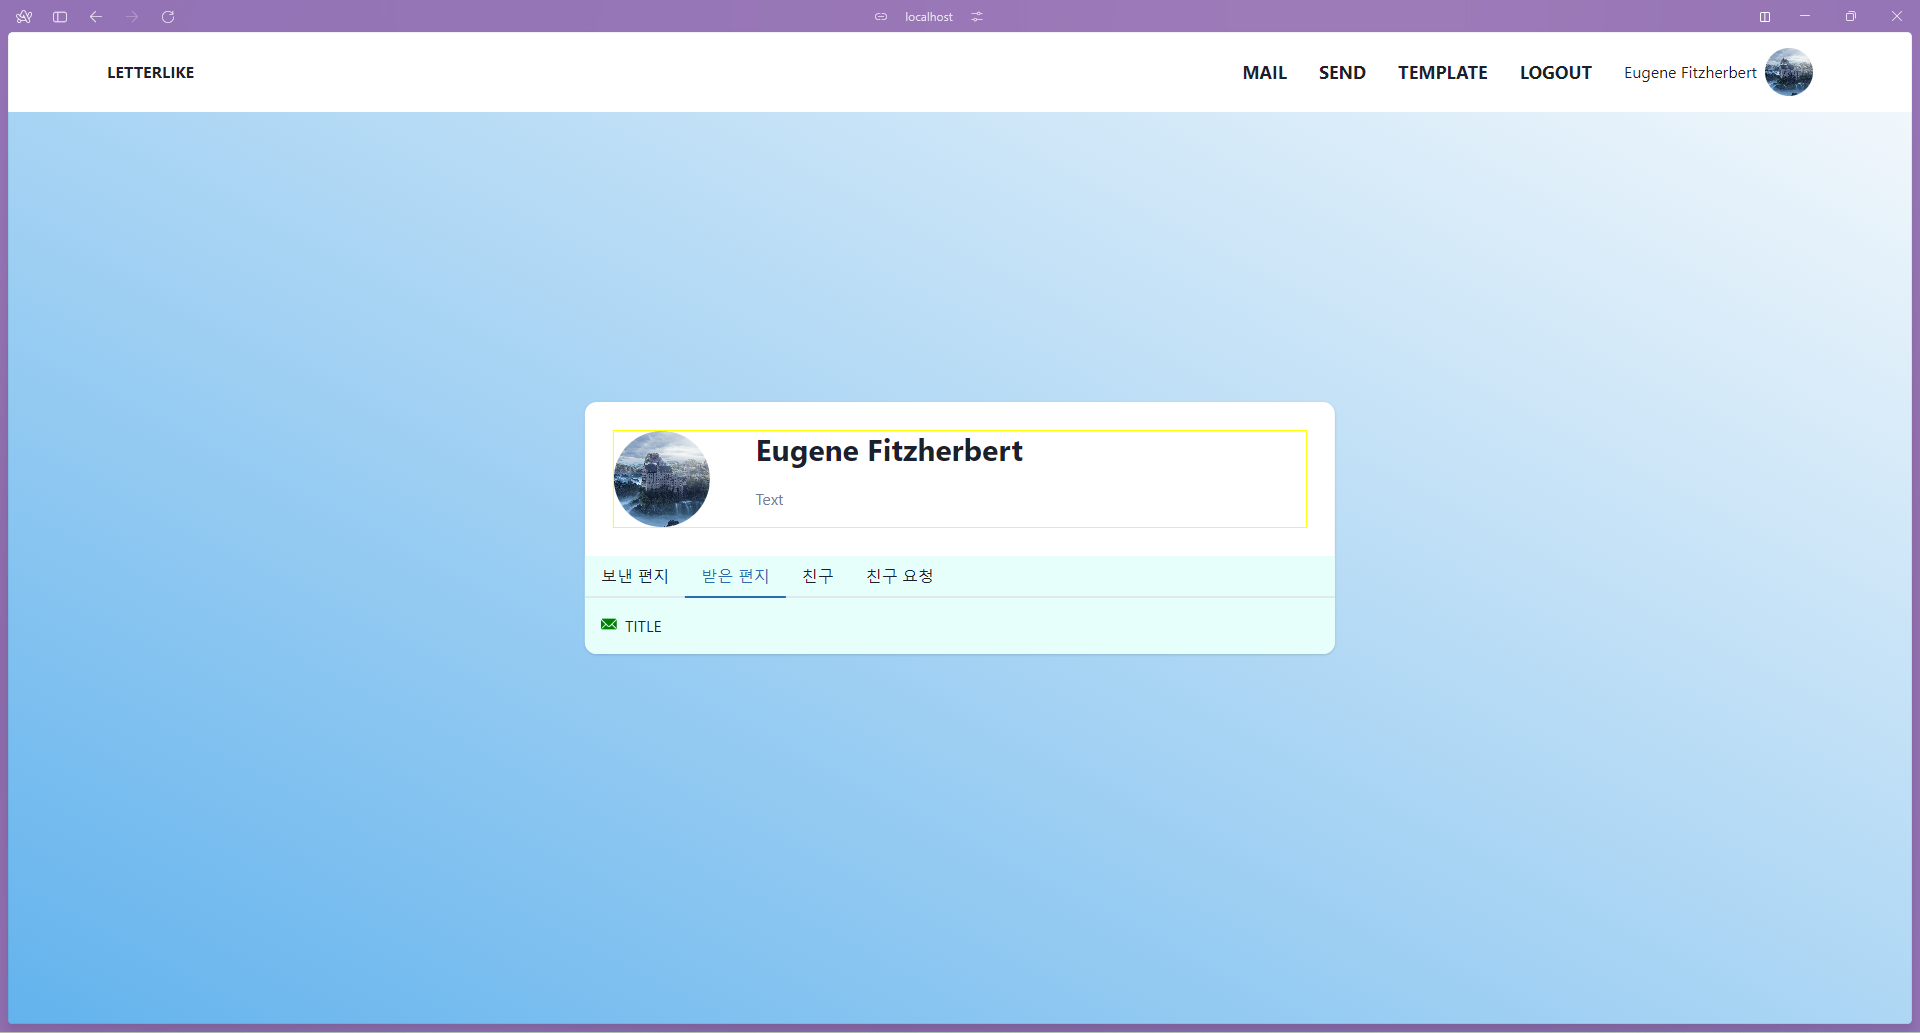 localhost
LETTERLIKE
MAIL SEND TEMPLATE LOGOUT Eugene Fitzherbert
Eugene Fitzherbert
Text
보낸 편지 받은 편지 친구 친구 요청
TITLE